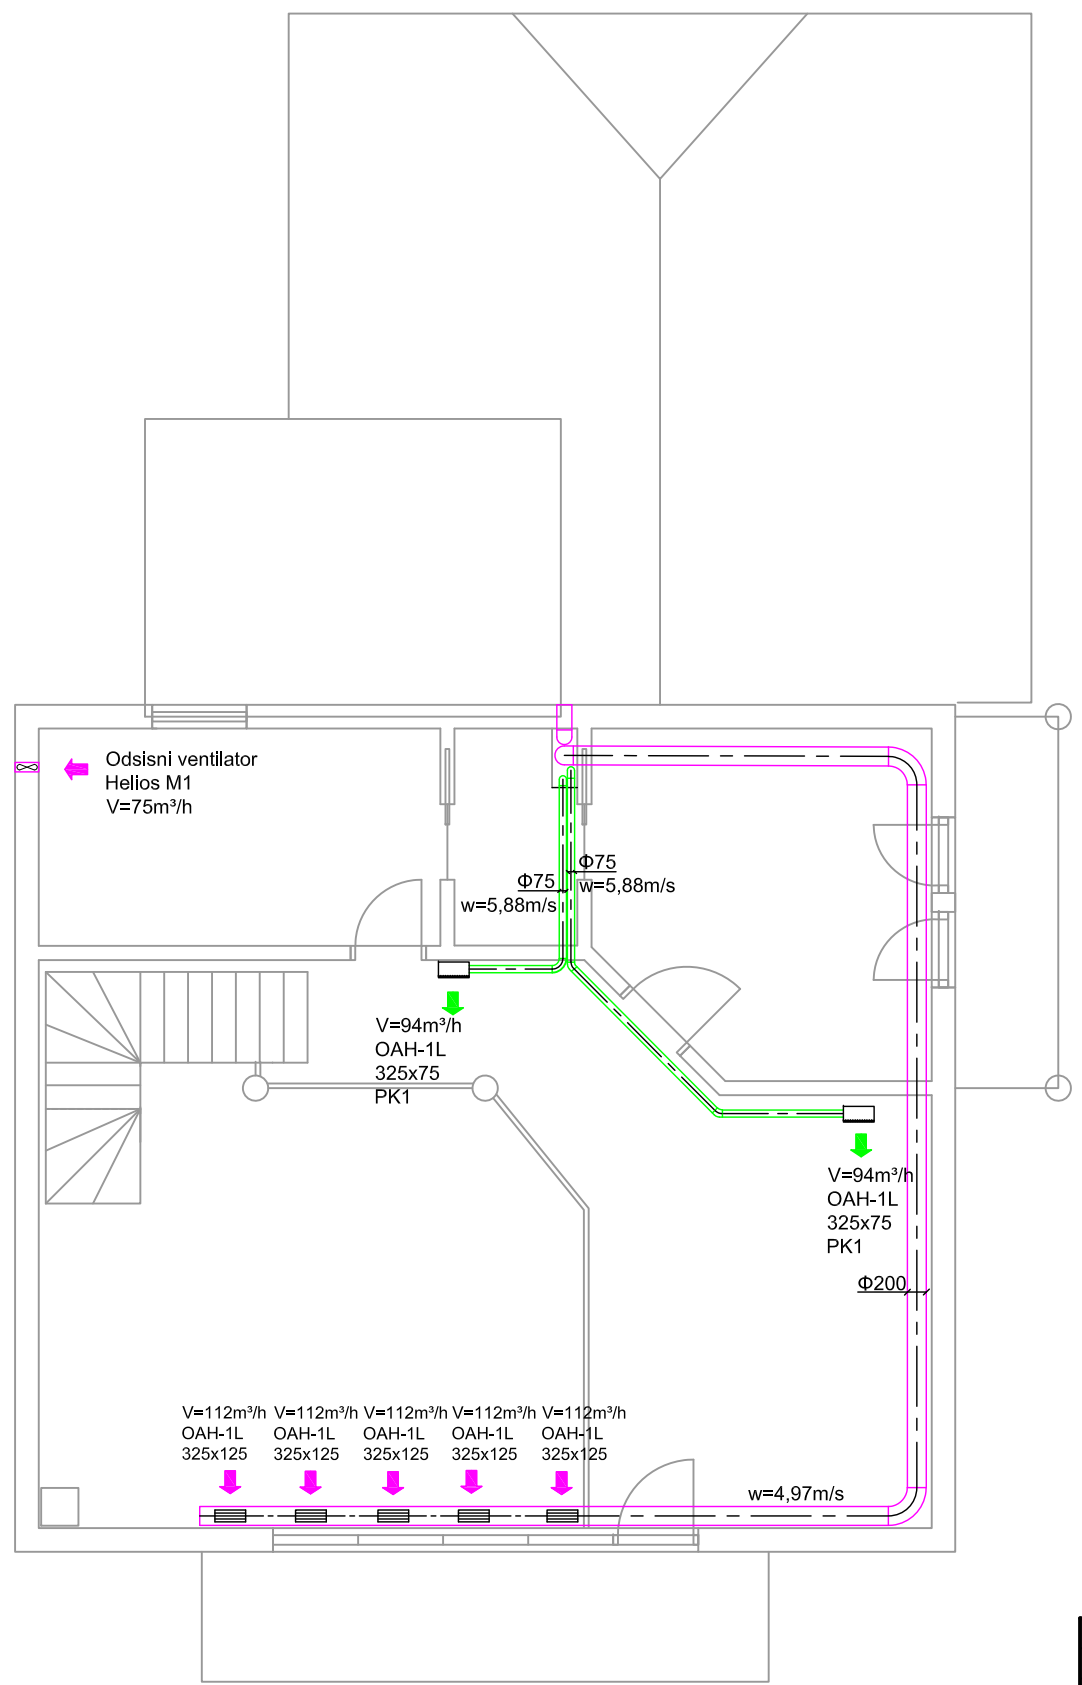 Odsisni ventilator
Helios M1
V=75m³/h
Φ75
w=5,88m/s
Φ75
w=5,88m/s
V=94m³/h
OAH-1L
325x75
PK1
V=94m³/h
OAH-1L
325x75
PK1
Φ200
V=112m³/h
OAH-1L
325x125
V=112m³/h
OAH-1L
325x125
V=112m³/h
OAH-1L
325x125
V=112m³/h
OAH-1L
325x125
V=112m³/h
OAH-1L
325x125
w=4,97m/s